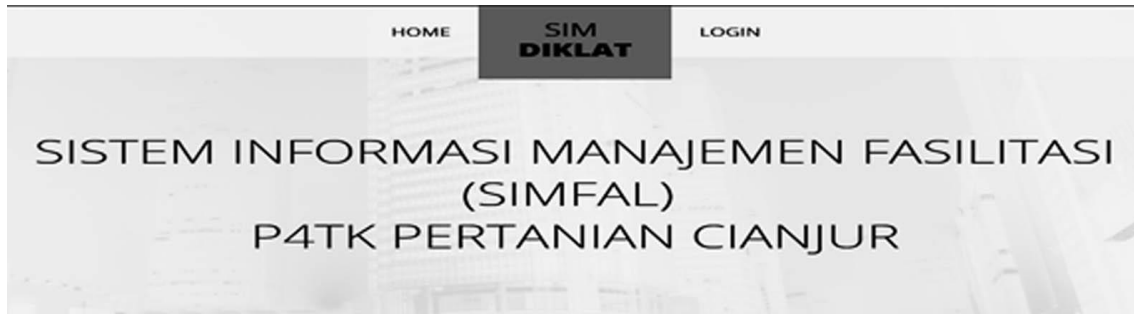 HOME
SIM
DIKLAT
LOGIN
SISTEM INFORMASI MANAJEMEN FASILITASI
(SIMFAL)
P4TK PERTANIAN CIANJUR